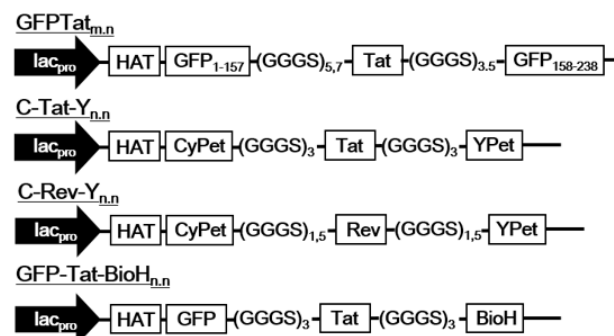 GFPTatm.n
lacpro HAT GFP1-157 (GGGS)5,7 Tat (GGGS)3.5 GFP158-238
C-Tat-Yn.n
lacpro HAT CyPet (GGGS)3 Tat (GGGS)3 YPet
C-Rev-Yn.n
lacpro HAT CyPet (GGGS)1,5 Rev (GGGS)1,5 YPet
GFP-Tat-BioHn.n
lacpro HAT GFP (GGGS)3 Tat (GGGS)3 BioH